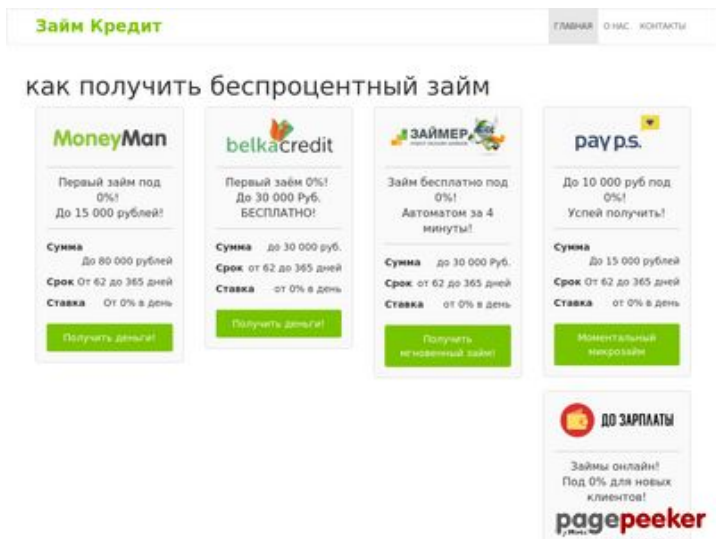 Займ Кредит
ГЛАВНАЯ О НАС. КОНТАКТЫ
как получить беспроцентный займ
MoneyMan
Первый займ под
0%!
До 15 000 рублей!
Сумма
До 80 000 рублей
Срок От 62 до 365 дней
Ставка От 0% в день
Получить деньги!
belkacredit
Первый заём 0%!
До 30 000 Руб.
БЕСПЛАТНО!
Сумма до 30 000 руб.
Срок от 62 до 365 дней
Ставка от 0% в день
Получить деньги!
ЗАЙМЕР
Займ бесплатно под
0%!
Автоматом за 4
минуты!
Сумма до 30 000 Руб.
Срок от 62 до 365 дней
Ставка от 0% в день
Получить
мгновенный займ!
pay p.s.
До 10 000 руб под
0%!
Успей получить!
Сумма
До 15 000 рублей
Срок От 62 до 365 дней
Ставка от 0% в день
Моментальный
микрозайм
ДО ЗАРПЛАТЫ
Займы онлайн!
Под 0% для новых
клиентов!
pagepeeker